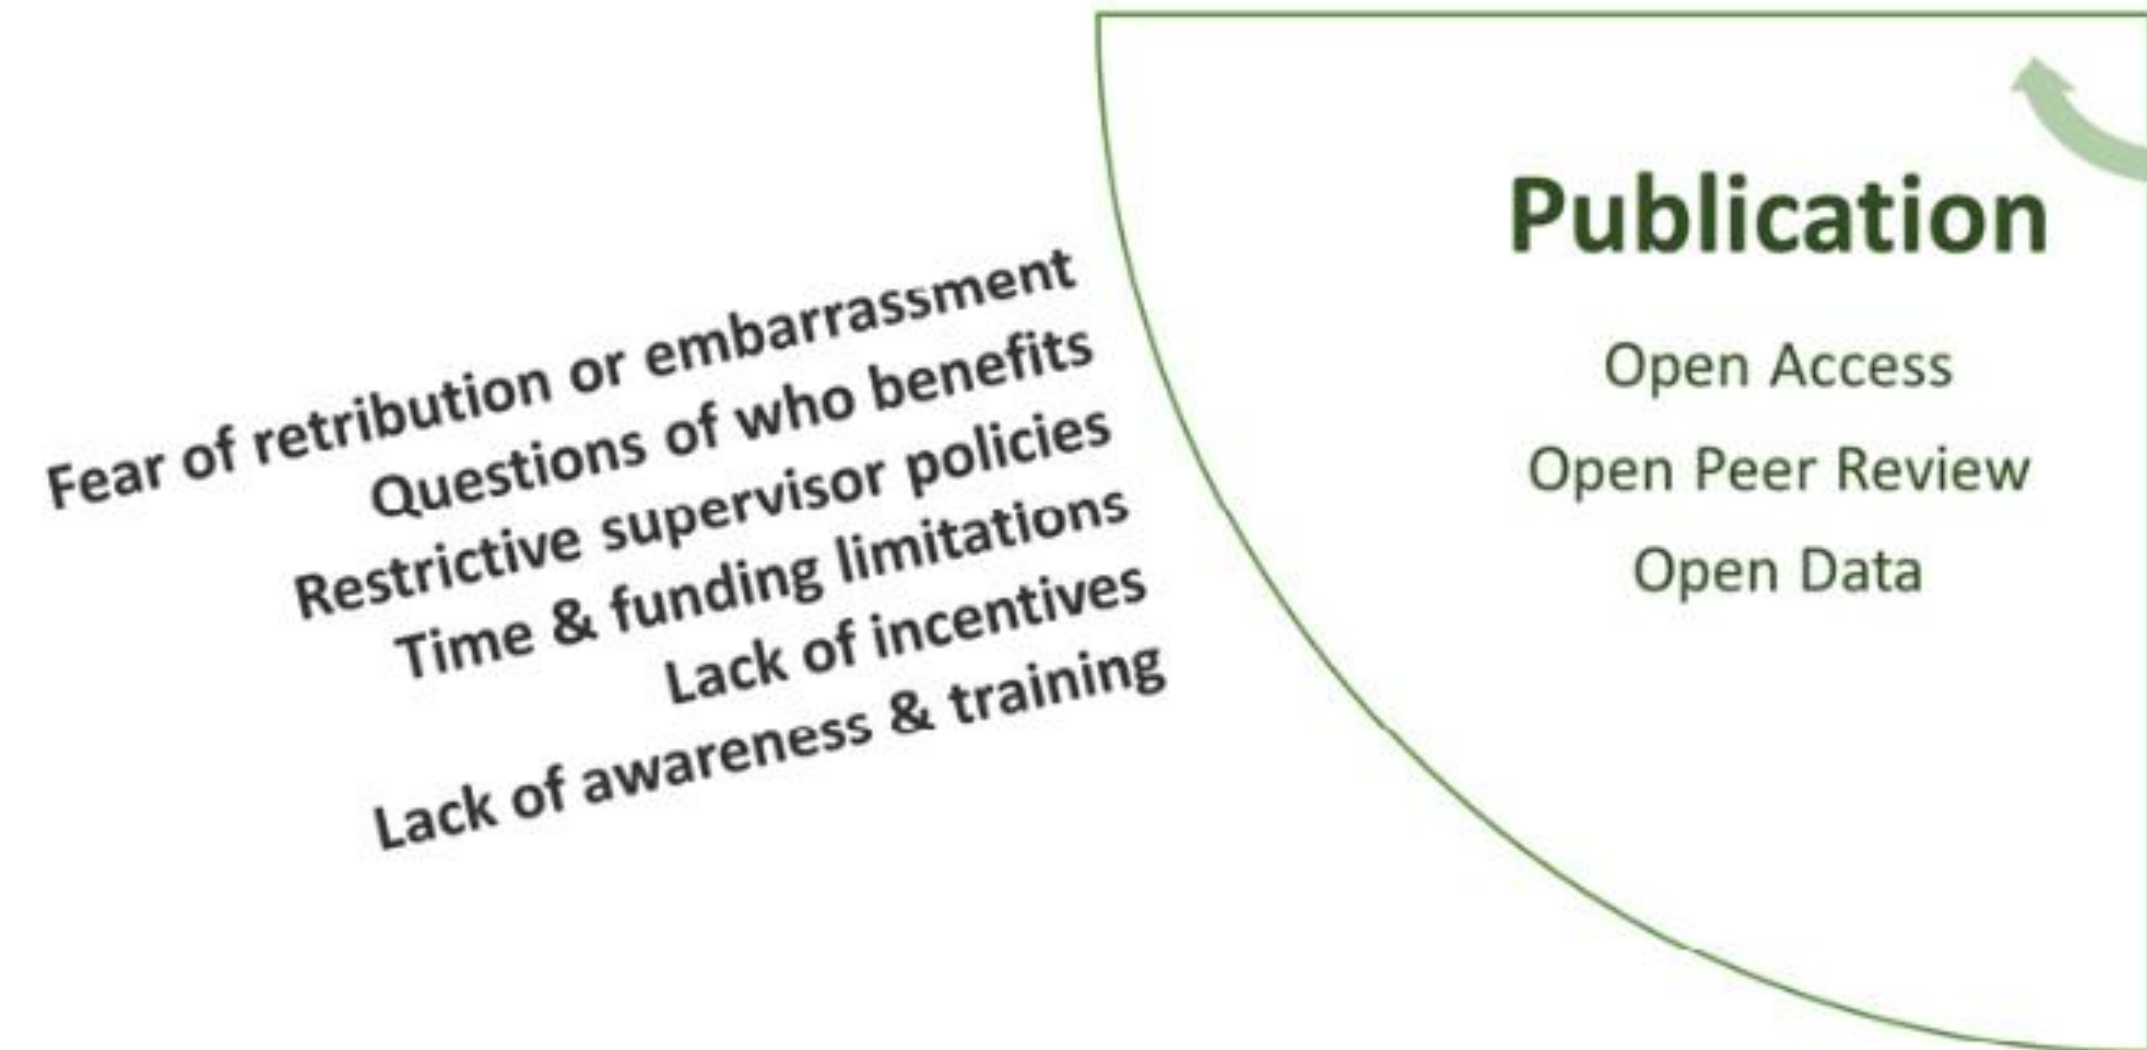 Fear of retribution or embarrassment
Questions of who benefits
Restrictive supervisor policies
Time & funding limitations
Lack of incentives
Lack of awareness & training
Publication
Open Access
Open Peer Review
Open Data